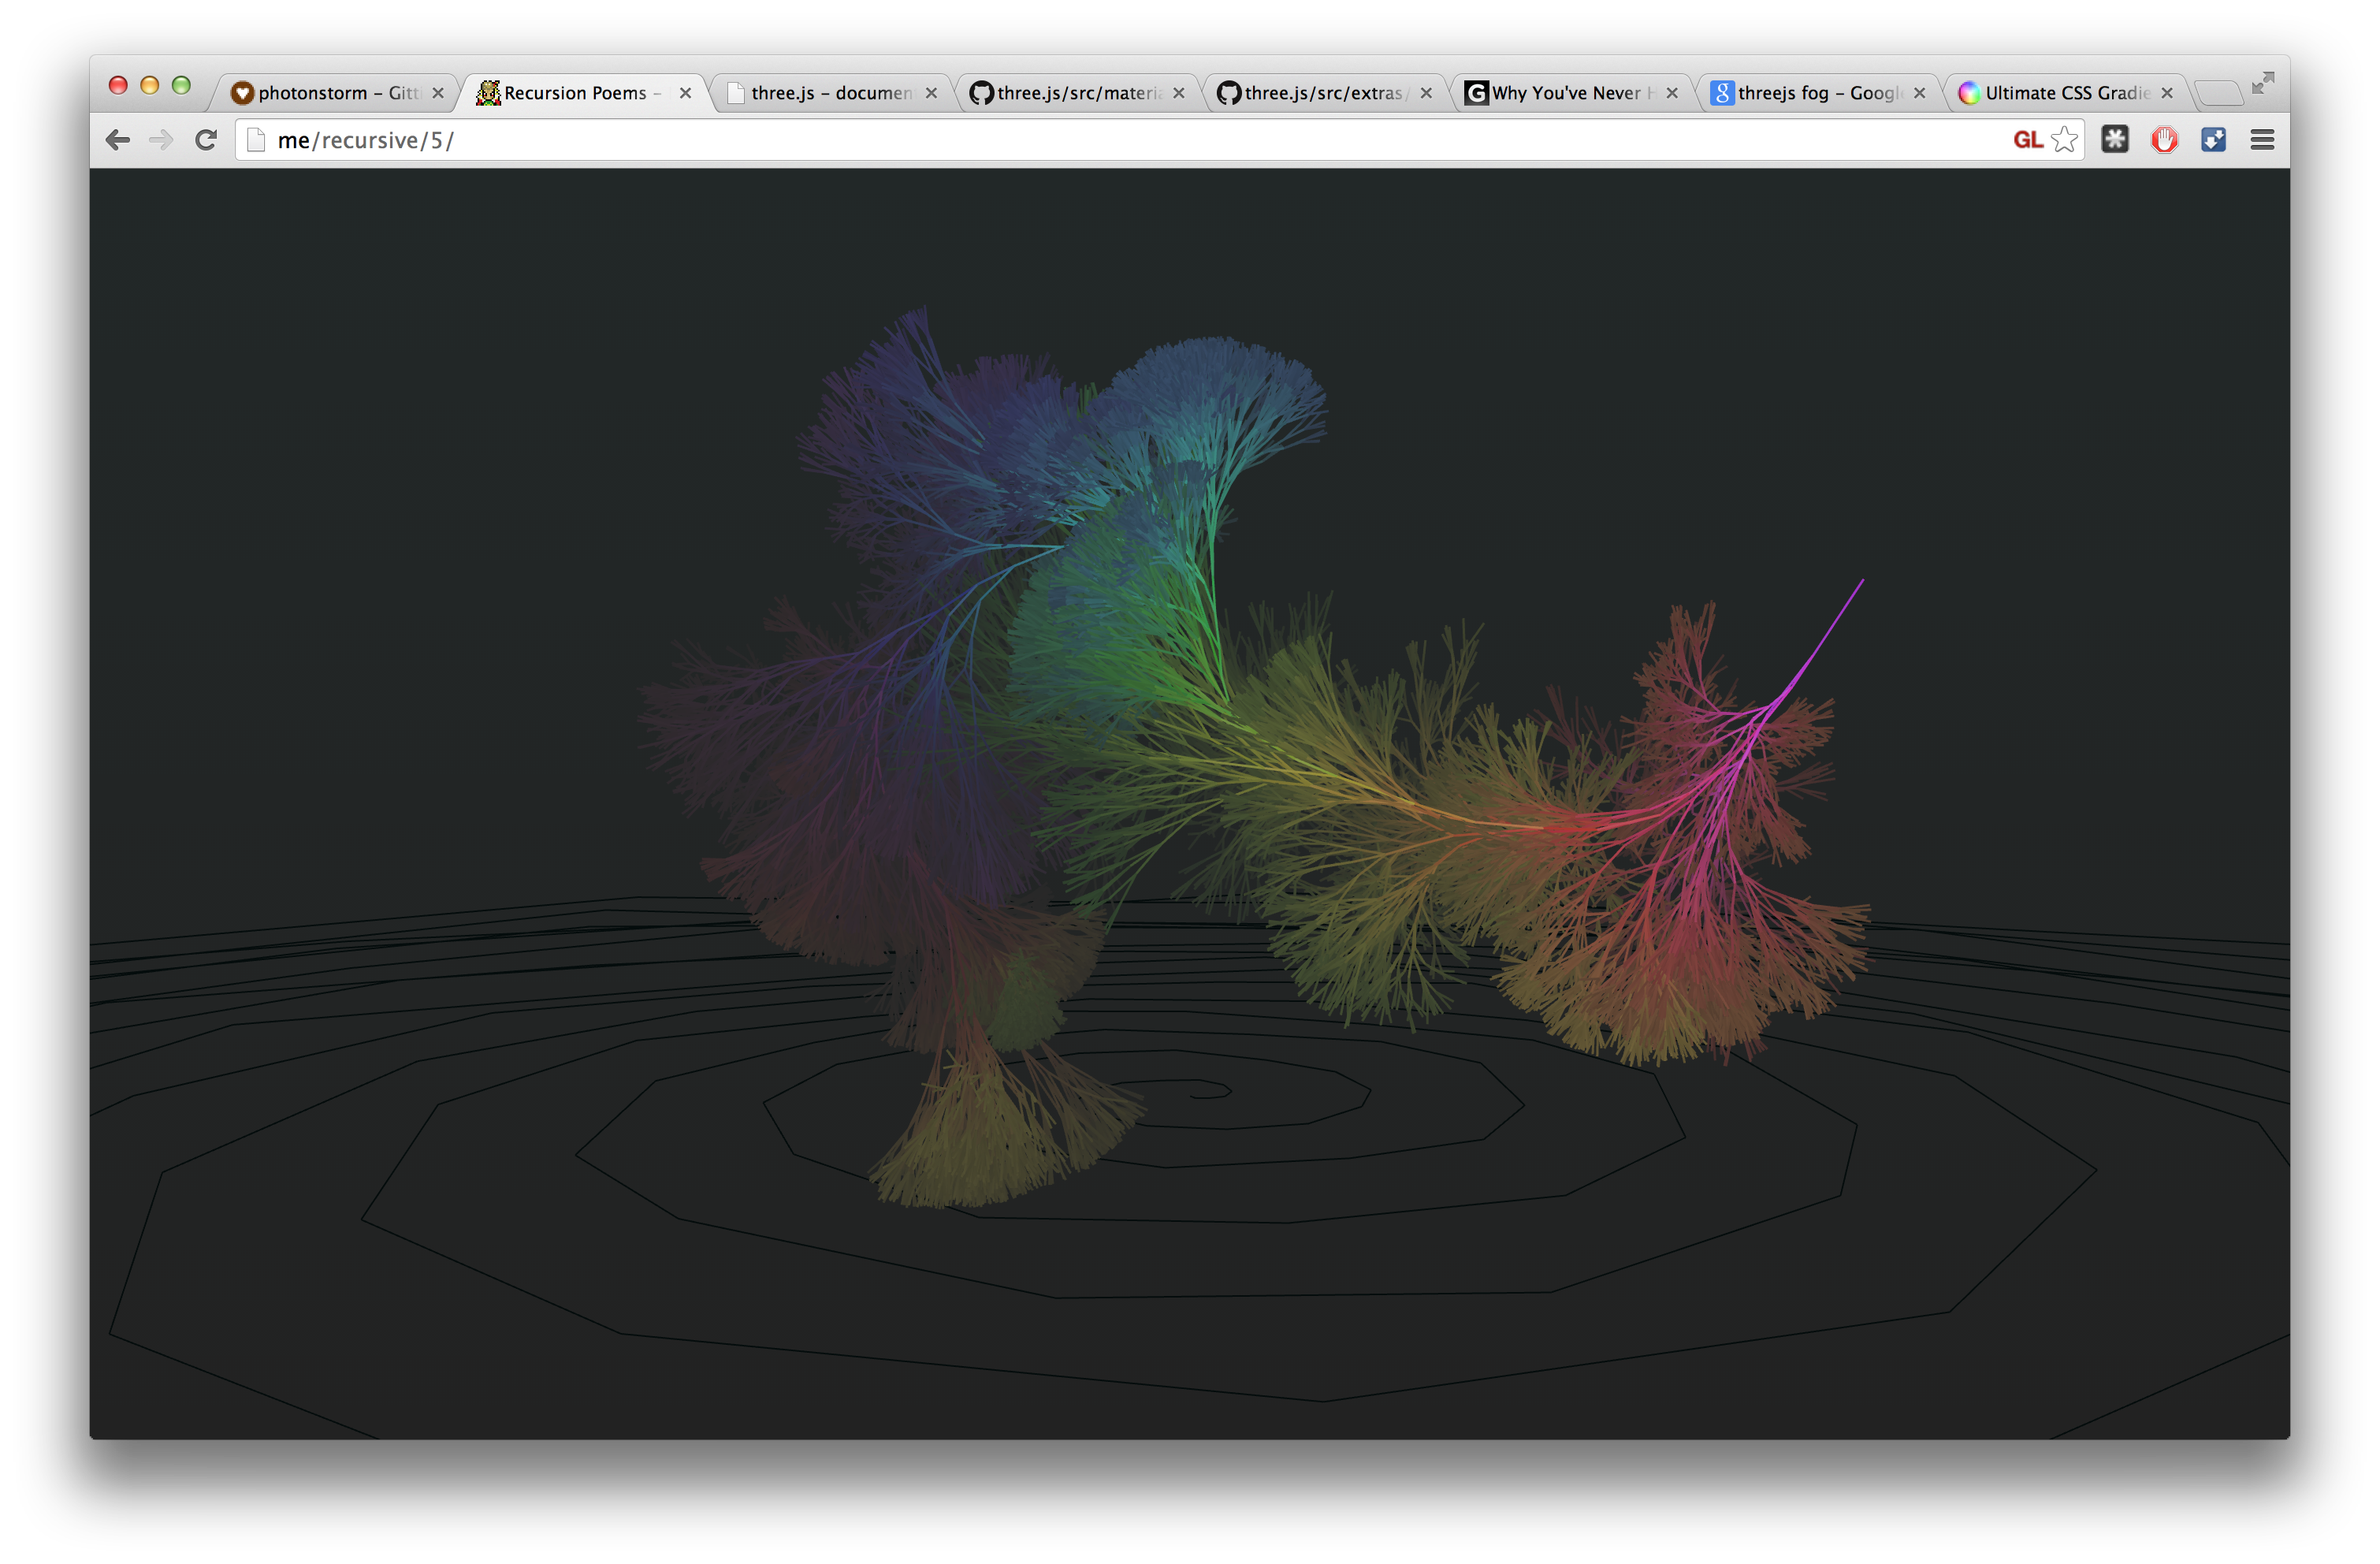 photonstorm – Gitt
Recursion Poems –
three.js – documen
three.js/src/materia
three.js/src/extras/
G Why You've Never H
g threejs fog – Googl
Ultimate CSS Gradie
me/recursive/5/
GL